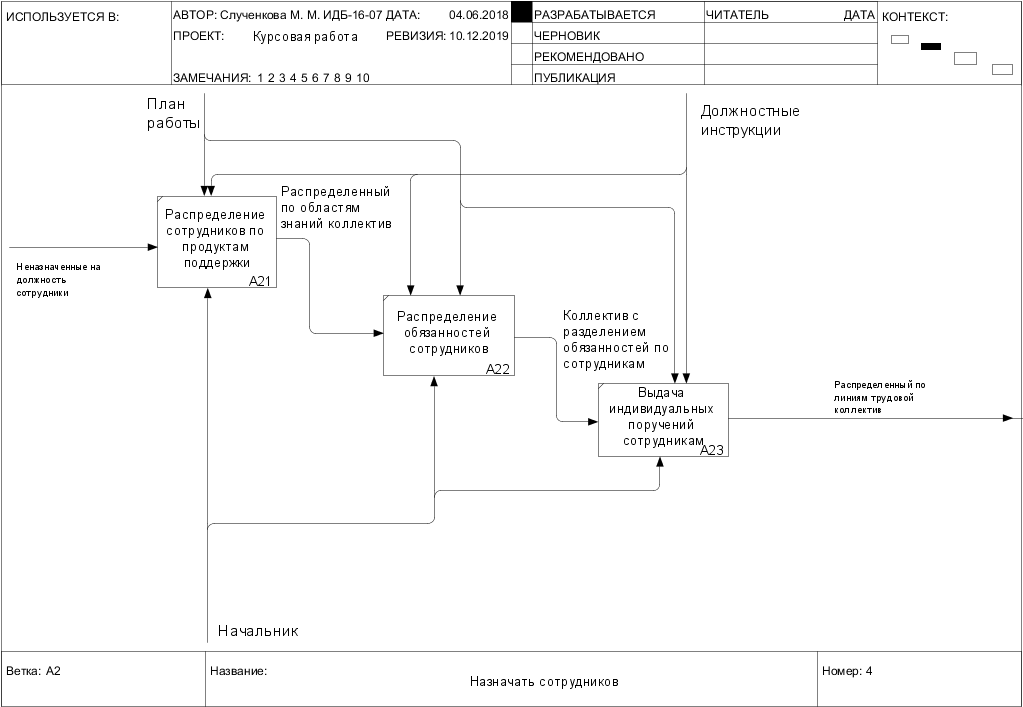 ИСПОЛЬЗУЕТСЯ В:
АВТОР: Слученкова М. М. ИДБ-16-07 ДАТА: 04.06.2018
ПРОЕКТ: Курсовая работа РЕВИЗИЯ: 10.12.2019
ЗАМЕЧАНИЯ: 1 2 3 4 5 6 7 8 9 10
РАЗРАБАТЫВАЕТСЯ
ЧЕРНОВИК
РЕКОМЕНДОВАНО
ПУБЛИКАЦИЯ
ЧИТАТЕЛЬ ДАТА
КОНТЕКСТ:
План
работы
Должностные
инструкции
Распределение
сотрудников по
продуктам
поддержки
A21
Распределенный
по областям
знаний коллектив
Неназначенные на
должность
сотрудники
Распределение
обязанностей
сотрудников
A22
Коллектив с
разделением
обязанностей по
сотрудникам
Выдача
индивидуальных
поручений
сотрудникам
A23
Распределенный по
линиям трудовой
коллектив
Начальник
Ветка: A2
Название:
Назначать сотрудников
Номер: 4